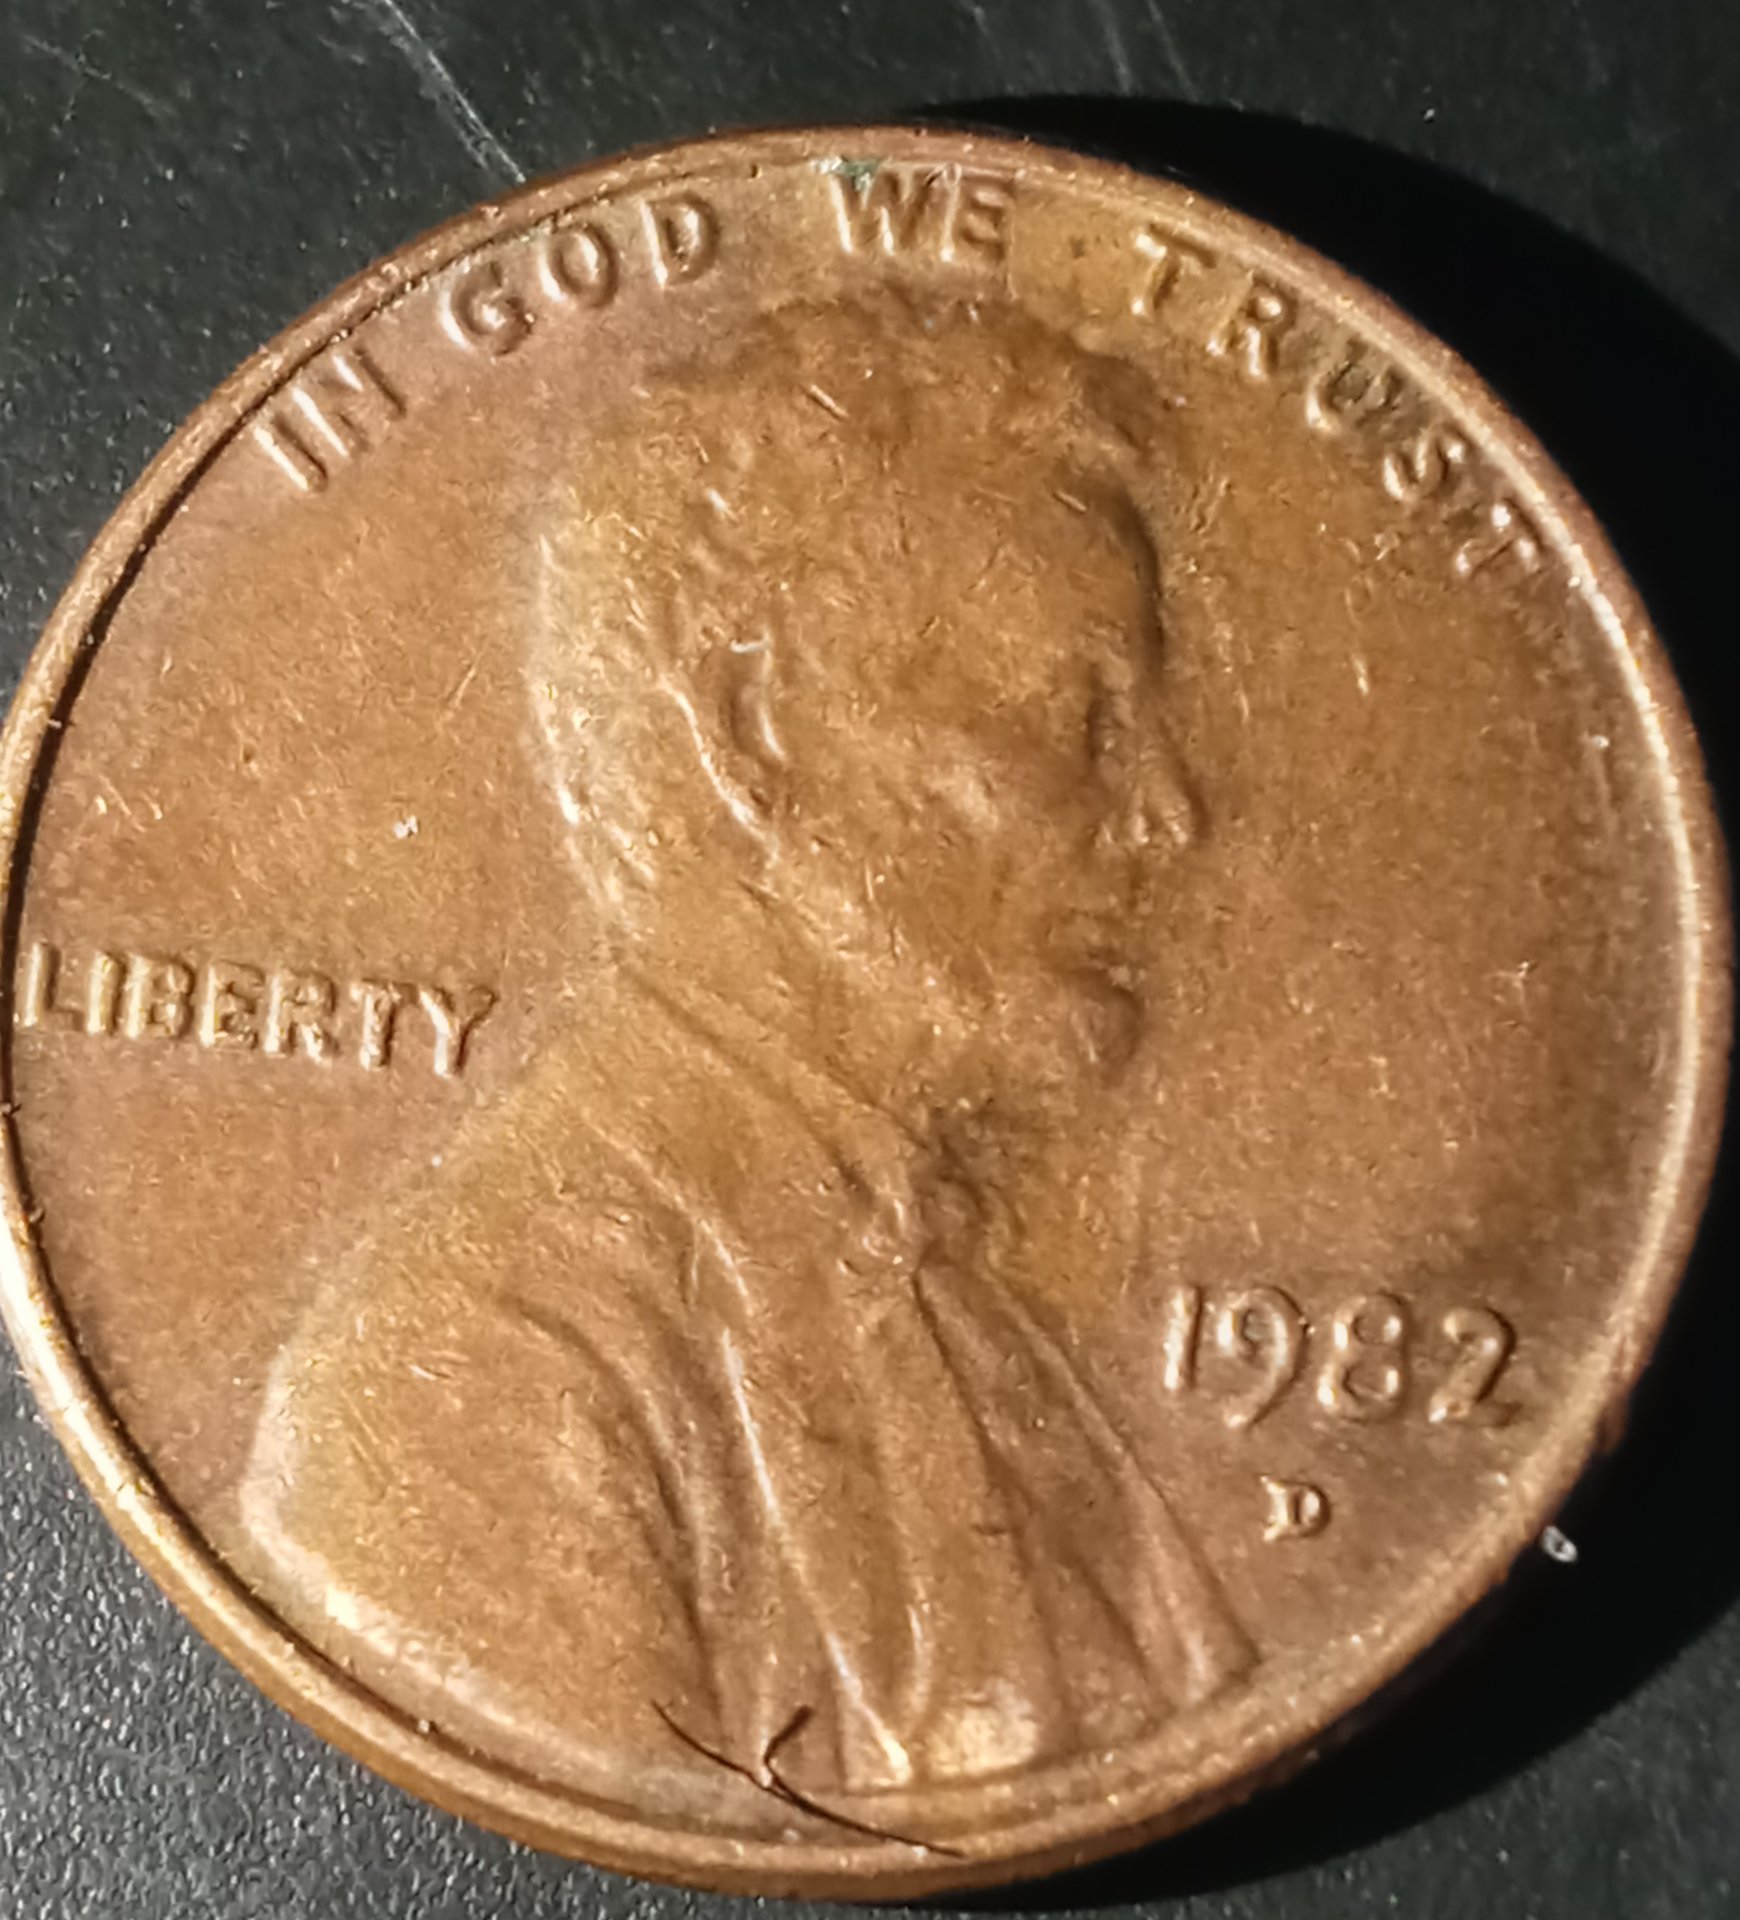 IN GOD WE TRUST
LIBERTY
1982
D